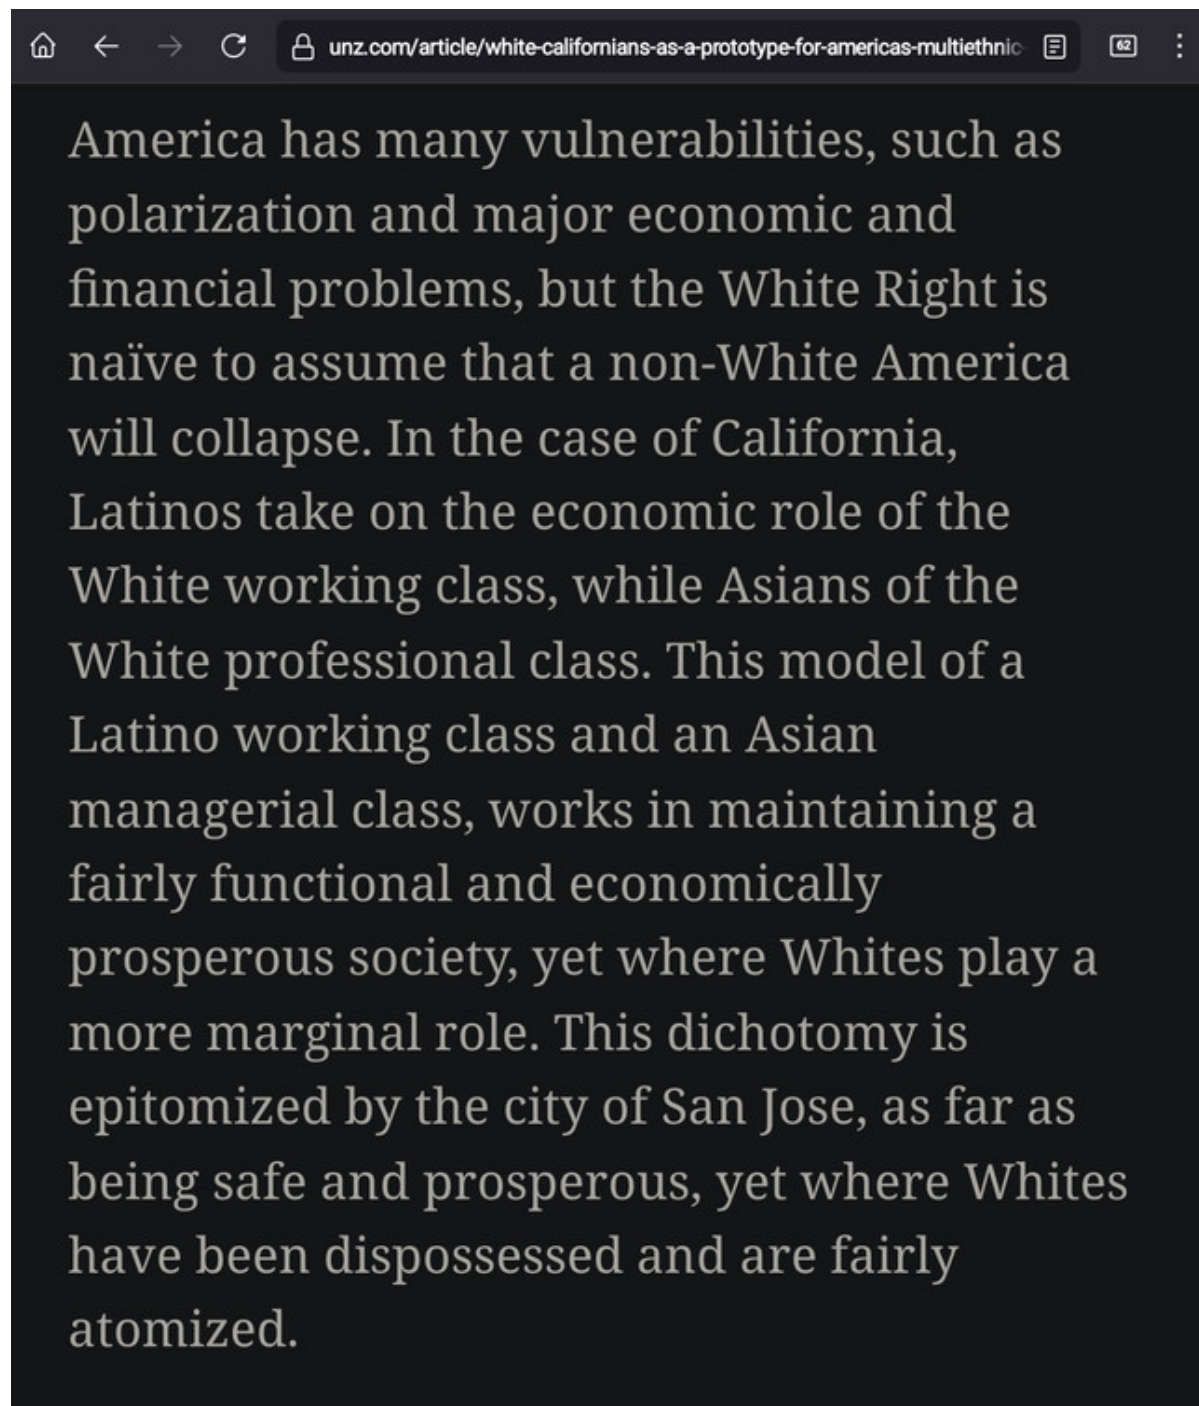 unz.com/article/white-californians-as-a-prototype-for-americas-multiethnic-
62
America has many vulnerabilities, such as
polarization and major economic and
financial problems, but the White Right is
naïve to assume that a non-White America
will collapse. In the case of California,
Latinos take on the economic role of the
White working class, while Asians of the
White professional class. This model of a
Latino working class and an Asian
managerial class, works in maintaining a
fairly functional and economically
prosperous society, yet where Whites play a
more marginal role. This dichotomy is
epitomized by the city of San Jose, as far as
being safe and prosperous, yet where Whites
have been dispossessed and are fairly
atomized.